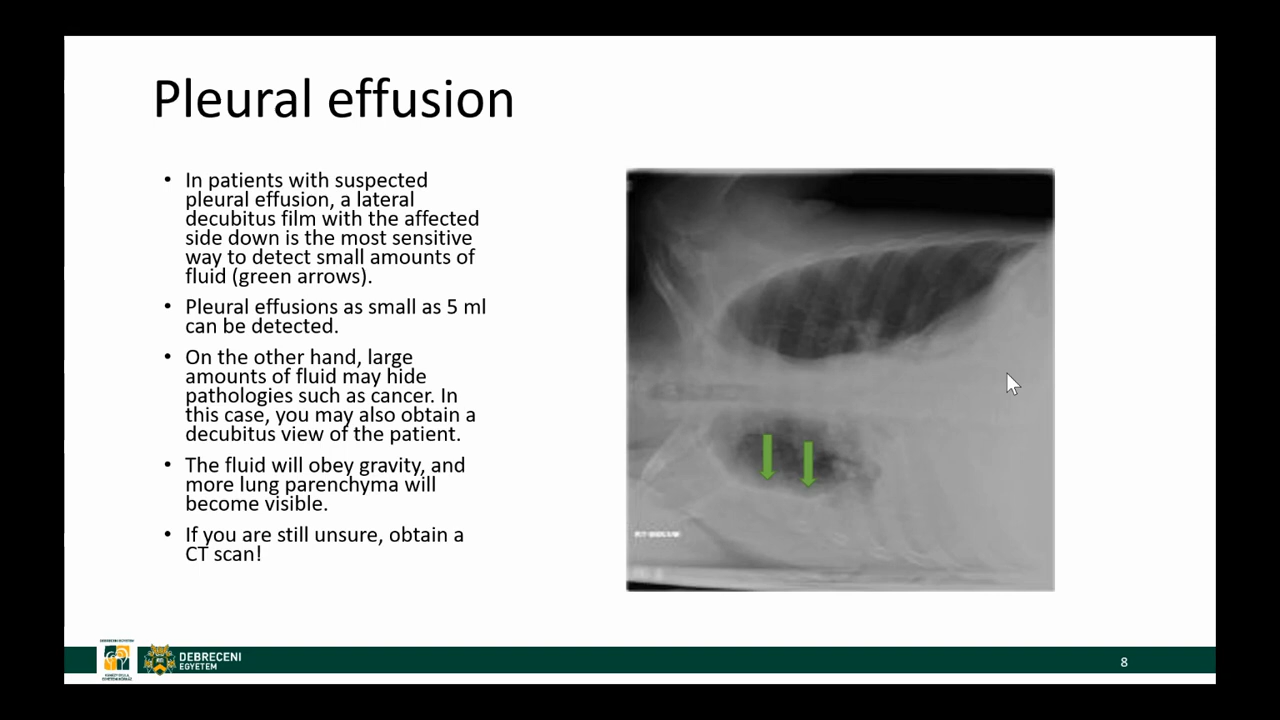 Pleural effusion
• In patients with suspected
pleural effusion, a lateral
decubitus film with the affected
side down is the most sensitive
way to detect small amounts of
fluid (green arrows).
• Pleural effusions as small as 5 ml
can be detected.
• On the other hand, large
amounts of fluid may hide
pathologies such as cancer. In
this case, you may also obtain a
decubitus view of the patient.
• The fluid will obey gravity, and
more lung parenchyma will
become visible.
• If you are still unsure, obtain a
CT scan!
DEBRECENI
EGYETEM
8